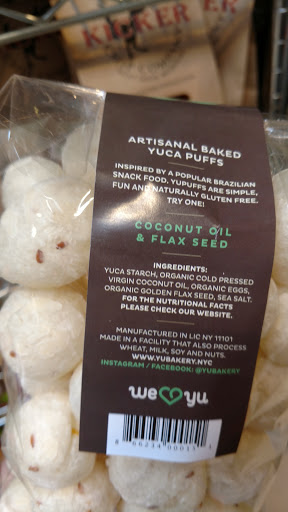 KICKER
ARTISANAL BAKED
YUCA PUFFS
INSPIRED BY A POPULAR BRAZILIAN
SNACK FOOD, YUPUFFS ARE SIMPLE,
FUN AND NATURALLY GLUTEN FREE.
TRY ONE!
COCONUT OIL
& FLAX SEED
INGREDIENTS:
YUCA STARCH, ORGANIC COLD PRESSED
VIRGIN COCONUT OIL, ORGANIC EGGS,
ORGANIC GOLDEN FLAX SEED, SEA SALT.
FOR THE NUTRITIONAL FACTS
PLEASE CHECK OUR WEBSITE.
MANUFACTURED IN LIC NY 11101
MADE IN A FACILITY THAT ALSO PROCESS
WHEAT, MILK, SOY AND NUTS.
WWW.YUBAKERY.NYC
INSTAGRAM / FACEBOOK: @YUBAKERY
we yu